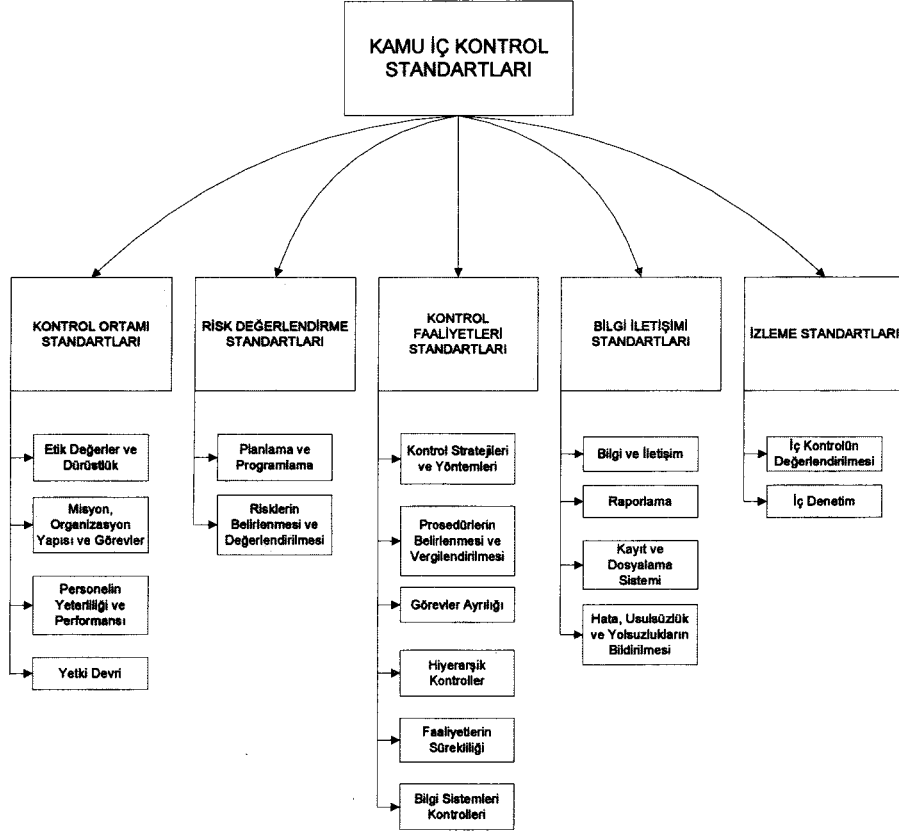 KAMU İÇ KONTROL
STANDARTLARI
KONTROL ORTAMI
STANDARTLARI
Etik Değerler ve
Dürüstlük
Misyon,
Organizasyon
Yapısı ve Görevler
Personelin
Yeterliliği ve
Performansı
Yetki Devri
RİSK DEĞERLENDİRME
STANDARTLARI
Planlama ve
Programlama
Risklerin
Belirlenmesi ve
Değerlendirilmesi
KONTROL
FAALİYETLERİ
STANDARTLARI
Kontrol Stratejileri
ve Yöntemleri
Prosedürlerin
Belirlenmesi ve
Vergilendirilmesi
Görevler Ayrılığı
Hiyerarşik
Kontroller
Faaliyetlerin
Sürekliliği
Bilgi Sistemleri
Kontrolleri
BİLGİ İLETİŞİMİ
STANDARTLARI
Bilgi ve İletişim
Raporlama
Kayıt ve
Dosyalama
Sistemi
Hata, Usulsüzlük
ve Yolsuzlukların
Bildirilmesi
İZLEME STANDARTLARI
İç Kontrolün
Değerlendirilmesi
İç Denetim